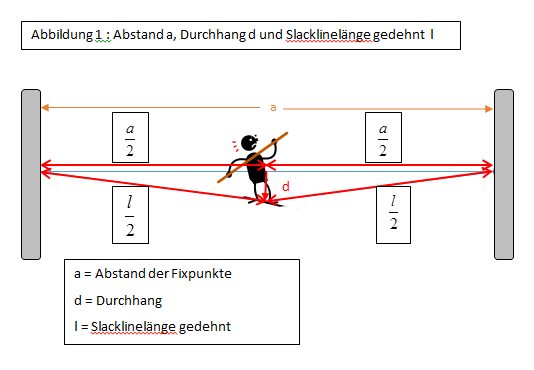 Abbildung 1 : Abstand a, Durchhang d und Slacklinelänge gedehnt l
a
a/2
a/2
d
l/2
l/2
a = Abstand der Fixpunkte
d = Durchhang
l = Slacklinelänge gedehnt